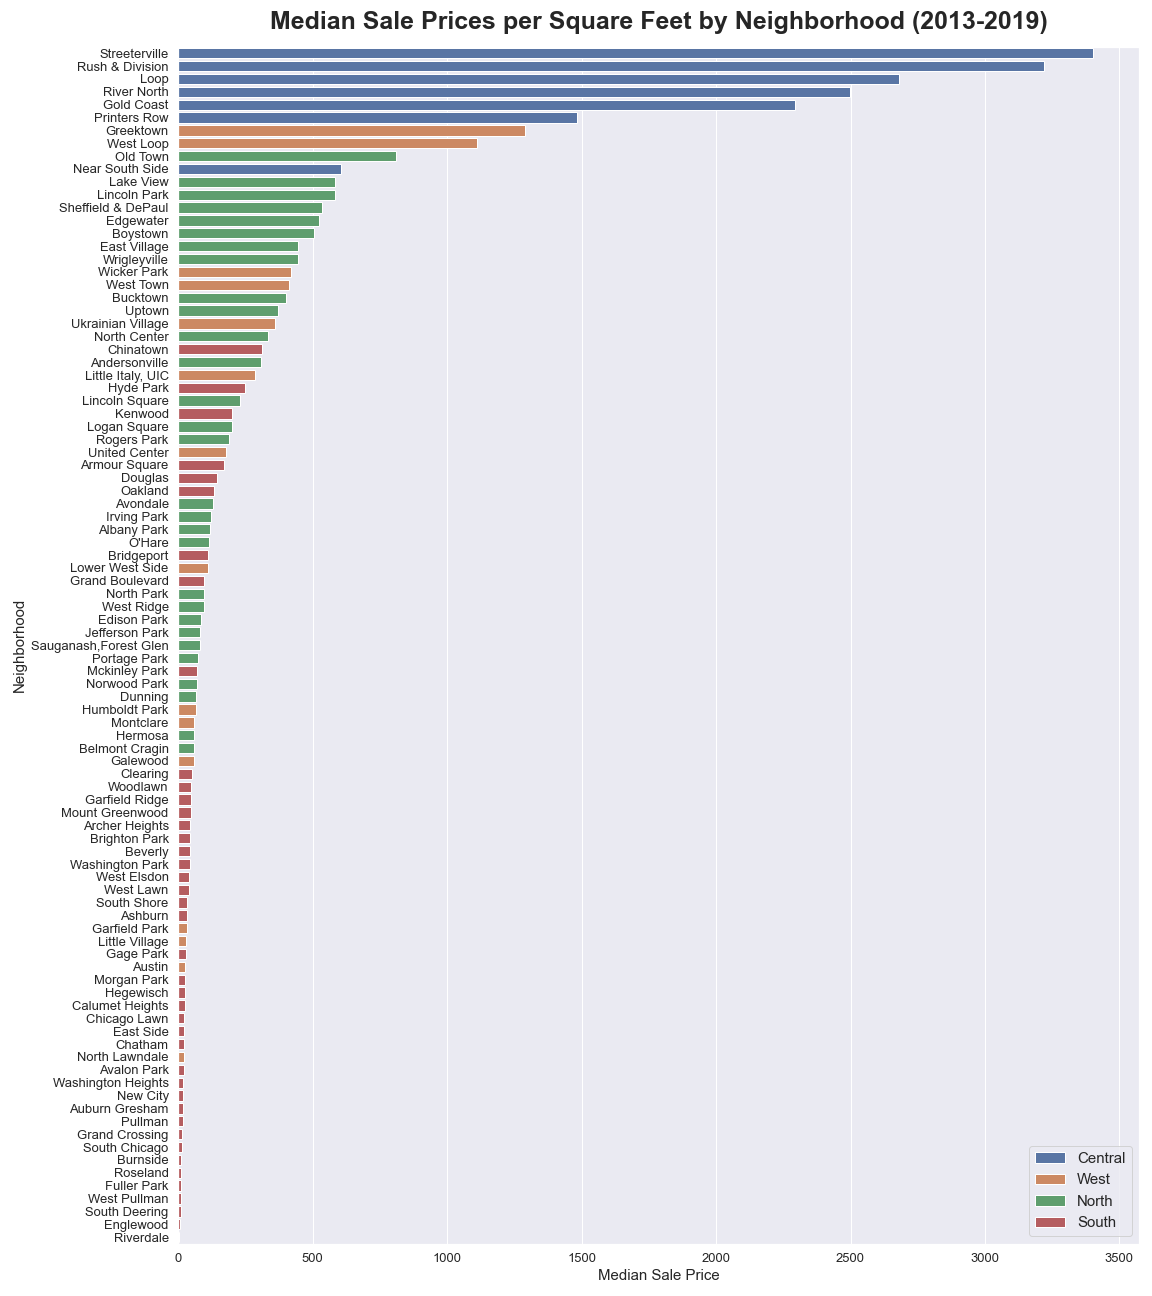 Median Sale Prices per Square Feet by Neighborhood (2013-2019)
Streeterville
Rush & Division
Loop
River North
Gold Coast
Printers Row
Greektown
West Loop
Old Town
Near South Side
Lake View
Lincoln Park
Sheffield & DePaul
Edgewater
Boystown
East Village
Wrigleyville
Wicker Park
West Town
Bucktown
Uptown
Ukrainian Village
North Center
Chinatown
Andersonville
Little Italy, UIC
Hyde Park
Lincoln Square
Kenwood
Logan Square
Rogers Park
United Center
Armour Square
Douglas
Oakland
Avondale
Irving Park
Albany Park
O'Hare
Bridgeport
Lower West Side
Grand Boulevard
North Park
West Ridge
Edison Park
Jefferson Park
Sauganash,Forest Glen
Portage Park
Mckinley Park
Norwood Park
Dunning
Humboldt Park
Montclare
Hermosa
Belmont Cragin
Galewood
Clearing
Woodlawn
Garfield Ridge
Mount Greenwood
Archer Heights
Brighton Park
Beverly
Washington Park
West Elsdon
West Lawn
South Shore
Ashburn
Garfield Park
Little Village
Gage Park
Austin
Morgan Park
Hegewisch
Calumet Heights
Chicago Lawn
East Side
Chatham
North Lawndale
Avalon Park
Washington Heights
New City
Auburn Gresham
Pullman
Grand Crossing
South Chicago
Burnside
Roseland
Fuller Park
West Pullman
South Deering
Englewood
Riverdale
Neighborhood
0 500 1000 1500 2000 2500 3000 3500
Median Sale Price
Central
West
North
South